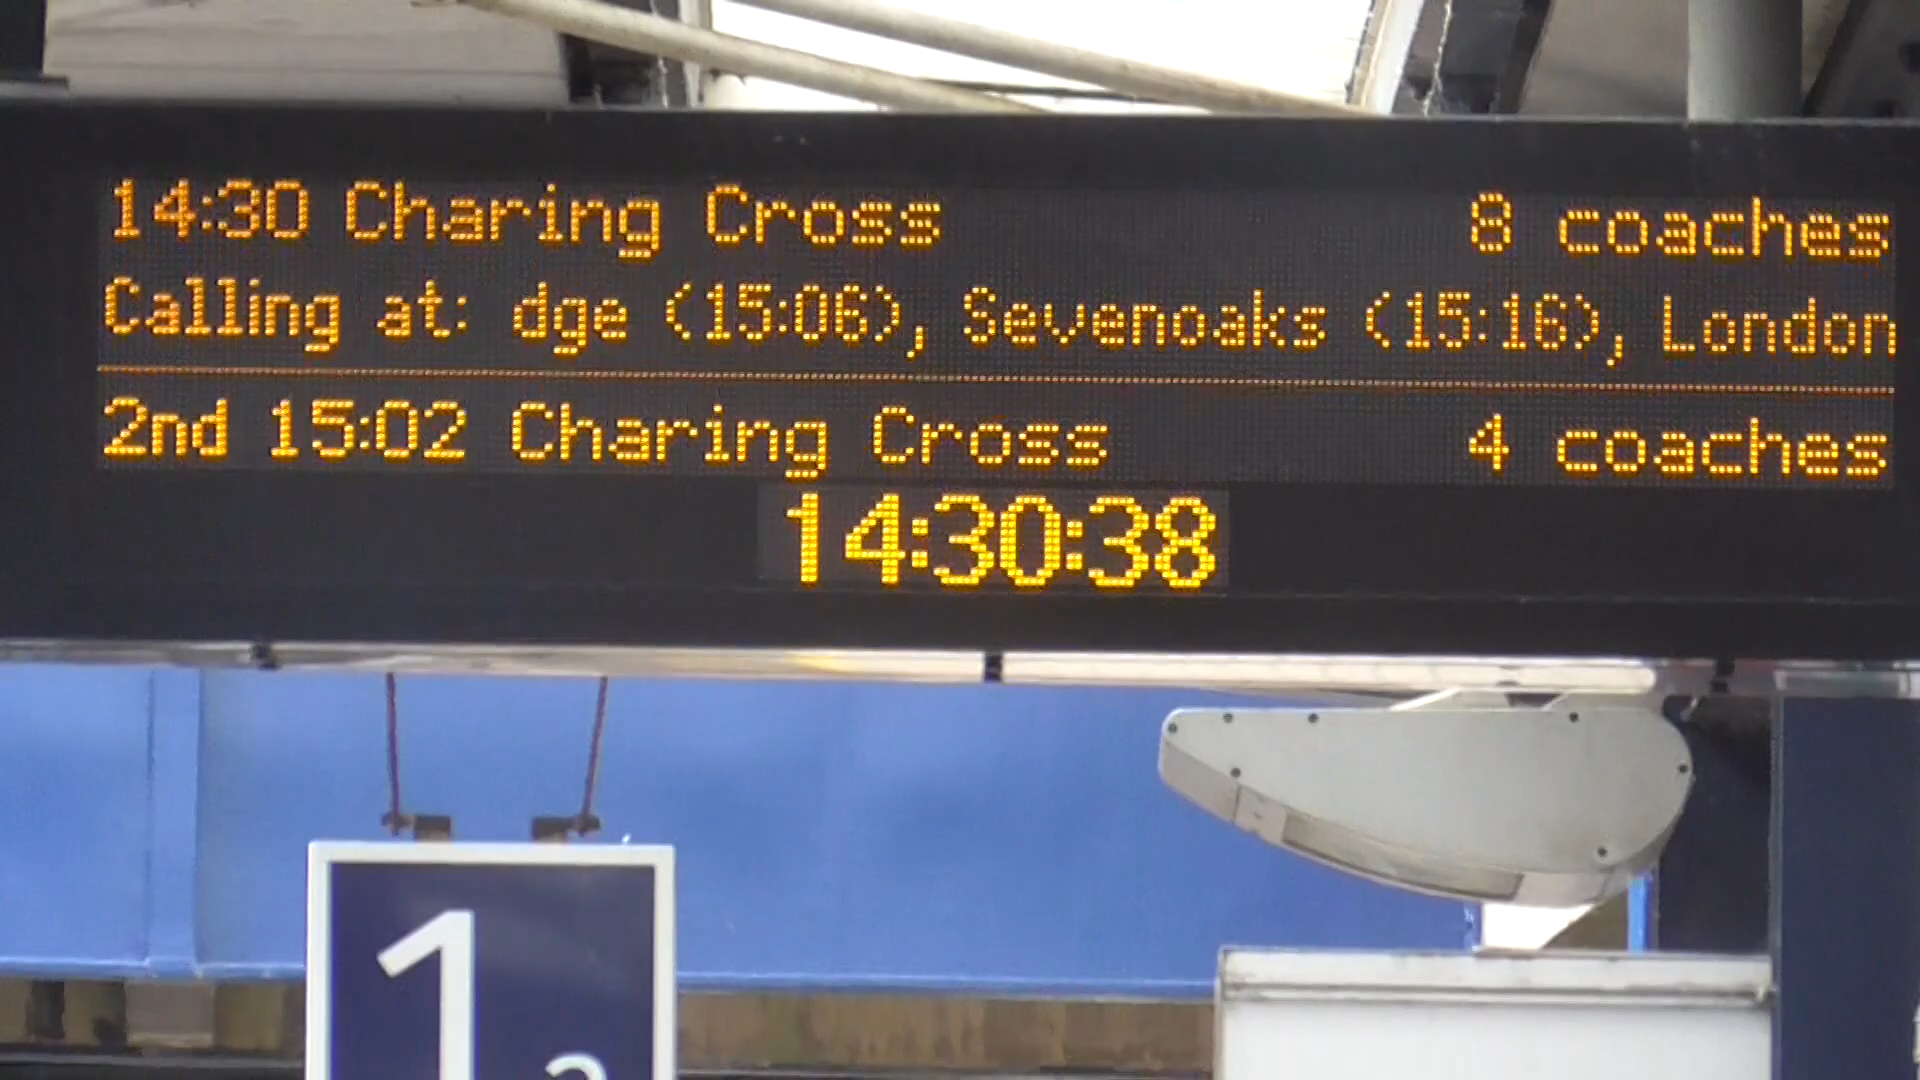 14:30 Charing Cross 8 coaches
Calling at: dge (15:06), Sevenoaks (15:16), London
2nd 15:02 Charing Cross 4 coaches
14:30:38
1